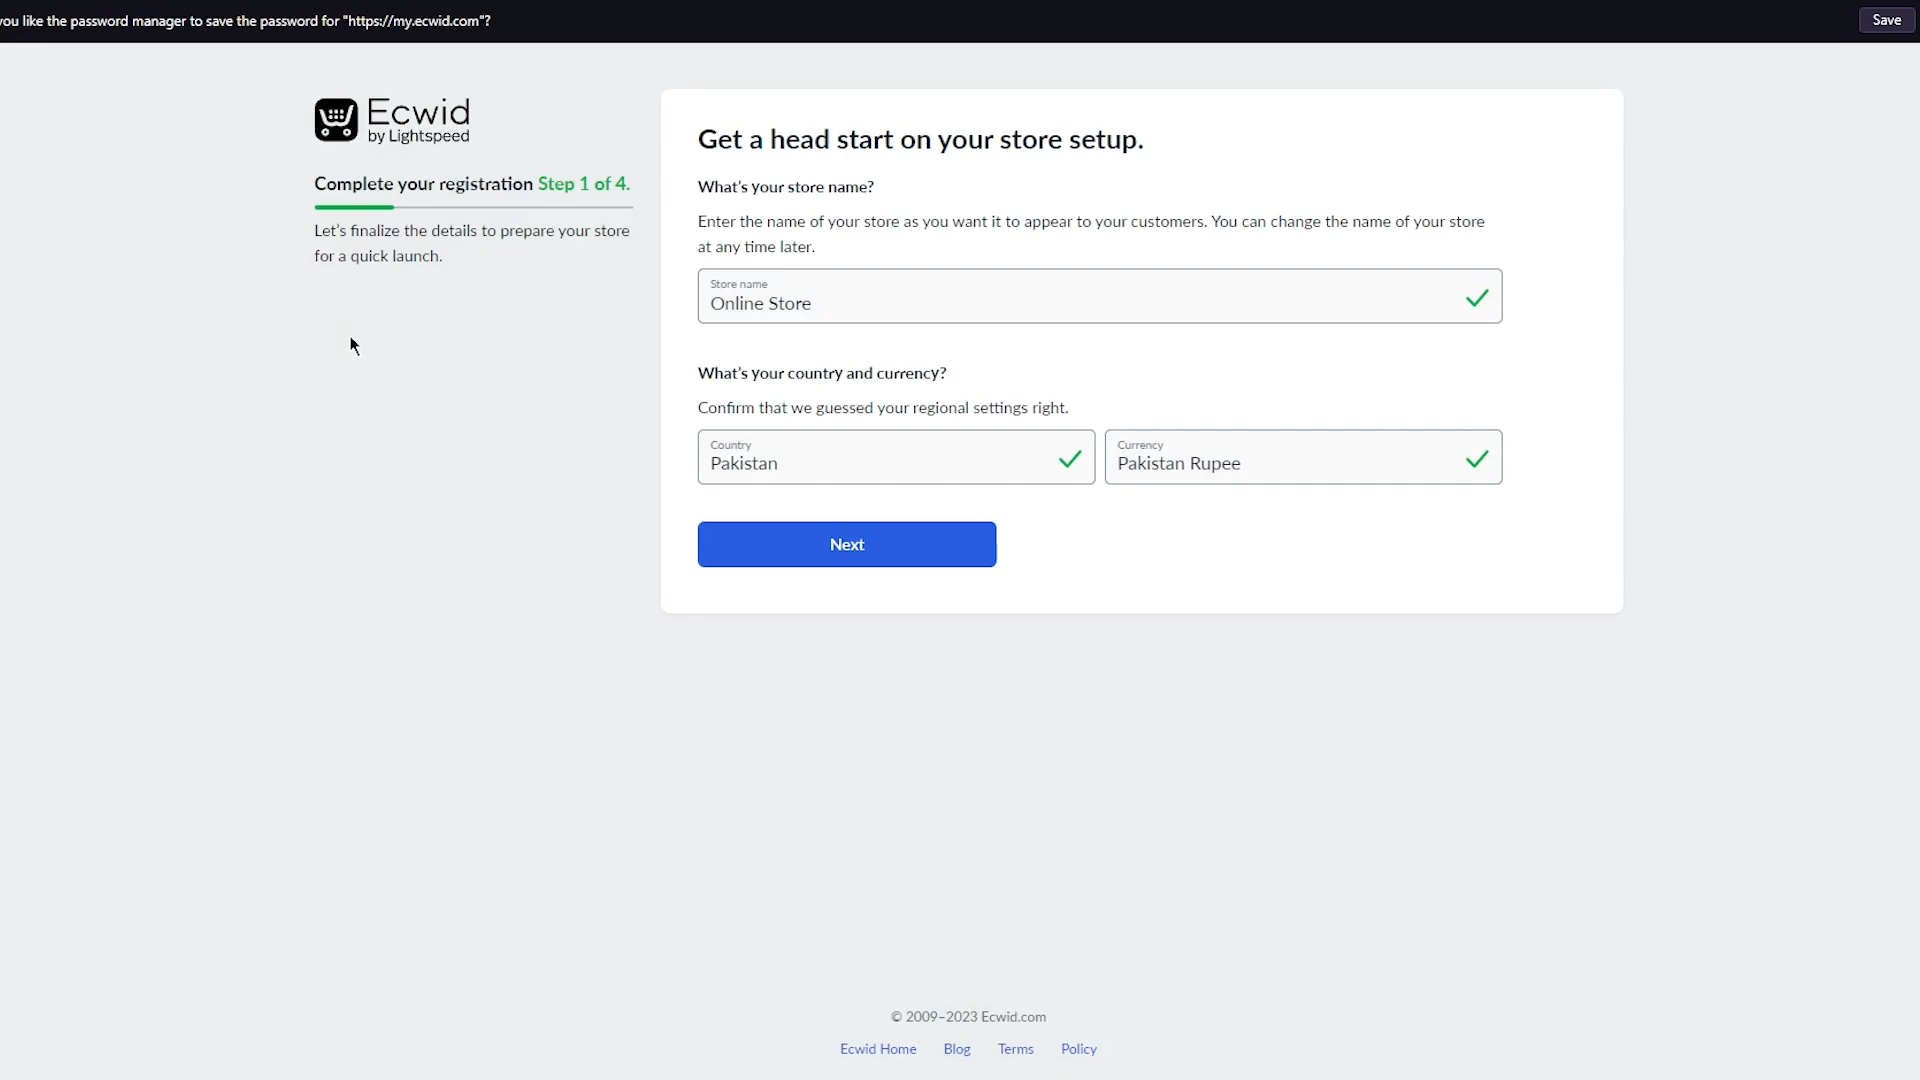 you like the password manager to save the password for "https://my.ecwid.com"?
Save
Ecwid
by Lightspeed
Complete your registration Step 1 of 4.
Let's finalize the details to prepare your store
for a quick launch.
Get a head start on your store setup.
What's your store name?
Enter the name of your store as you want it to appear to your customers. You can change the name of your store
at any time later.
Store name
Online Store
What's your country and currency?
Confirm that we guessed your regional settings right.
Country
Pakistan
Currency
Pakistan Rupee
Next
© 2009–2023 Ecwid.com
Ecwid Home Blog Terms Policy